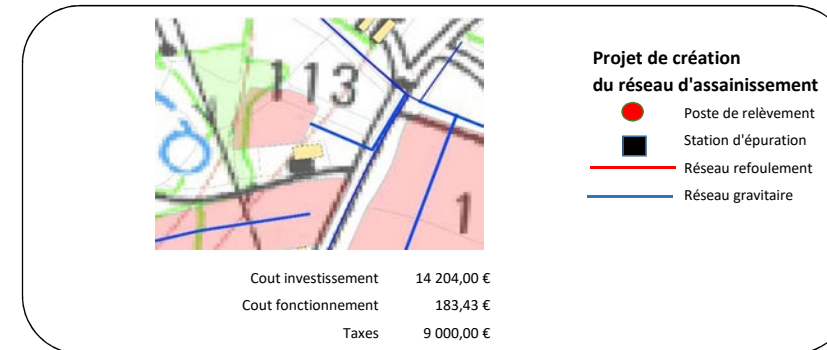 113
1
Projet de création
du réseau d'assainissement
Poste de relèvement
Station d'épuration
Réseau refoulement
Réseau gravitaire
Cout investissement 14 204,00 €
Cout fonctionnement 183,43 €
Taxes 9 000,00 €